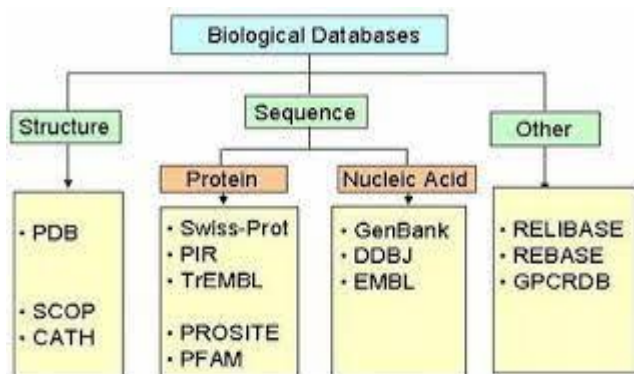 Biological Databases
Structure
Sequence
Other
Protein
Nucleic Acid
· PDB
· SCOP
· CATH
· Swiss-Prot
· PIR
· TrEMBL
· PROSITE
· PFAM
· GenBank
· DDBJ
· EMBL
· RELIBASE
· REBASE
· GPCRDB